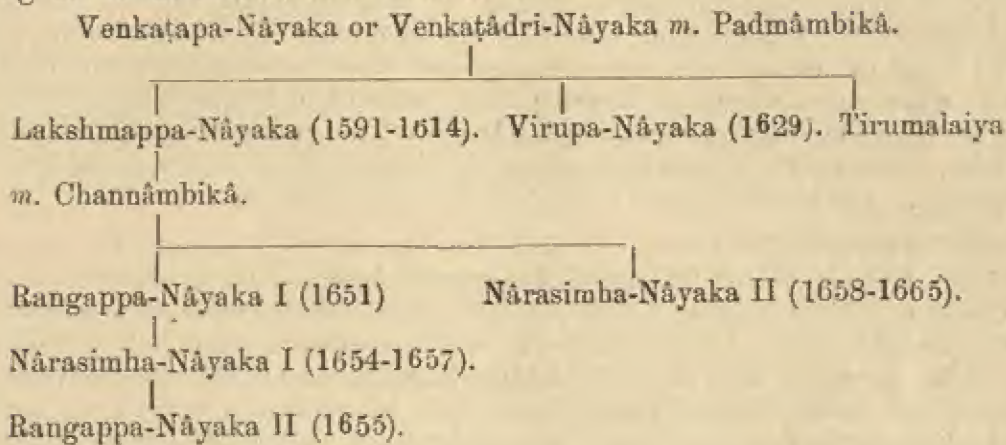 Venkaṭapa-Nâyaka or Venkaṭâdri-Nâyaka m. Padmâmbikâ.
Lakshmappa-Nâyaka (1591-1614). Virupa-Nâyaka (1629). Tirumalaiya
m. Channâmbikâ.
Rangappa-Nâyaka I (1651) Nârasimha-Nâyaka II (1658-1665).
Nârasimha-Nâyaka I (1654-1657).
Rangappa-Nâyaka II (1655).